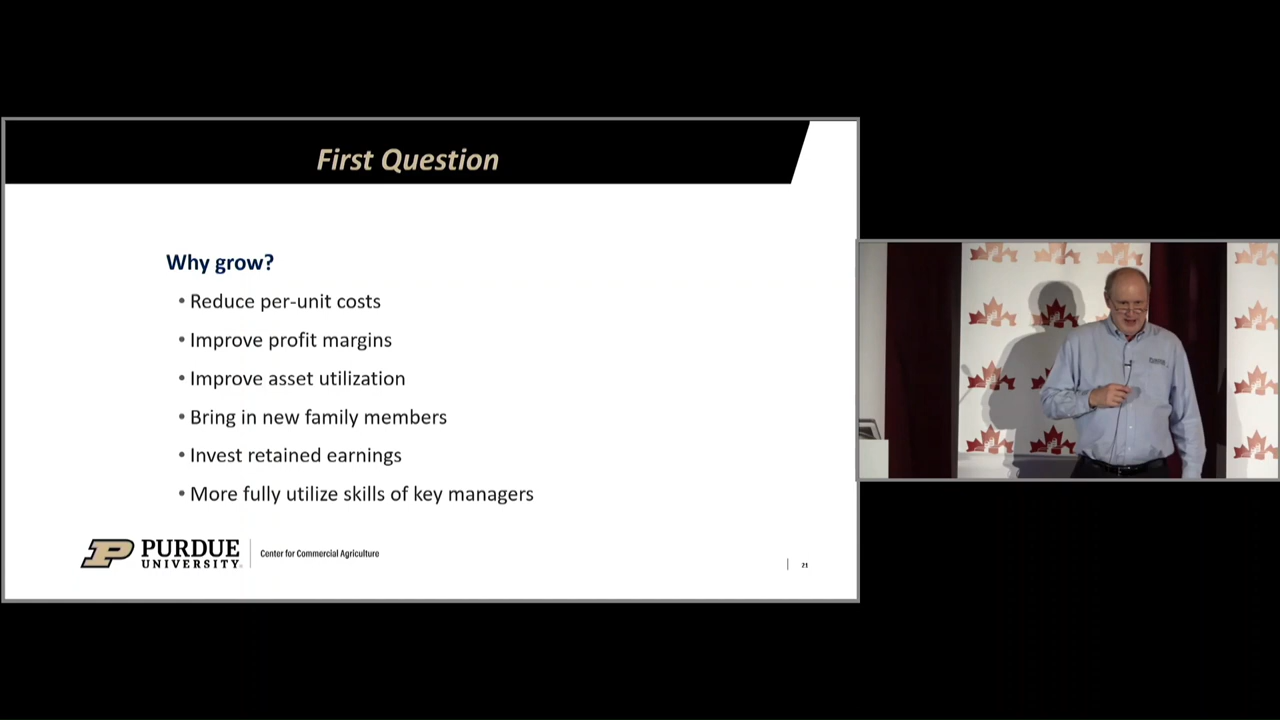 First Question
Why grow?
• Reduce per-unit costs
• Improve profit margins
• Improve asset utilization
• Bring in new family members
• Invest retained earnings
• More fully utilize skills of key managers
PURDUE
UNIVERSITY
Center for Commercial Agriculture
21
PURDUE